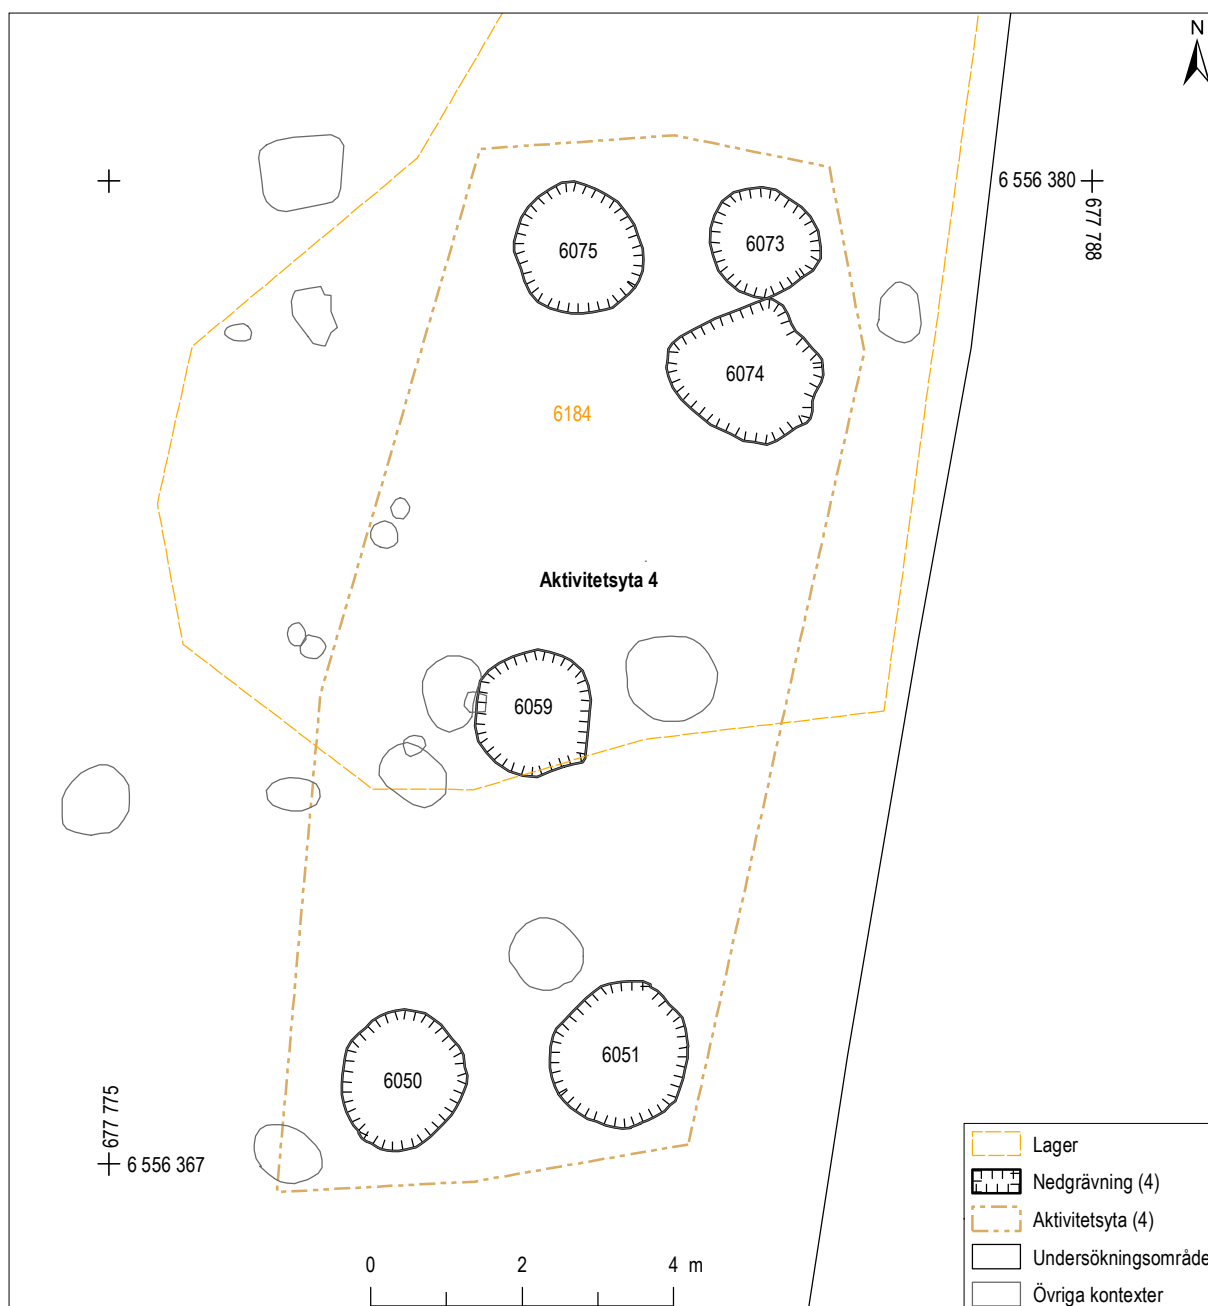 N
6 556 380
677 788
6075
6073
6074
6184
Aktivitetsyta 4
6059
6051
6050
677 775
6 556 367
0 2 4 m
Lager
Nedgrävning (4)
Aktivitetsyta (4)
Undersökningsområde
Övriga kontexter